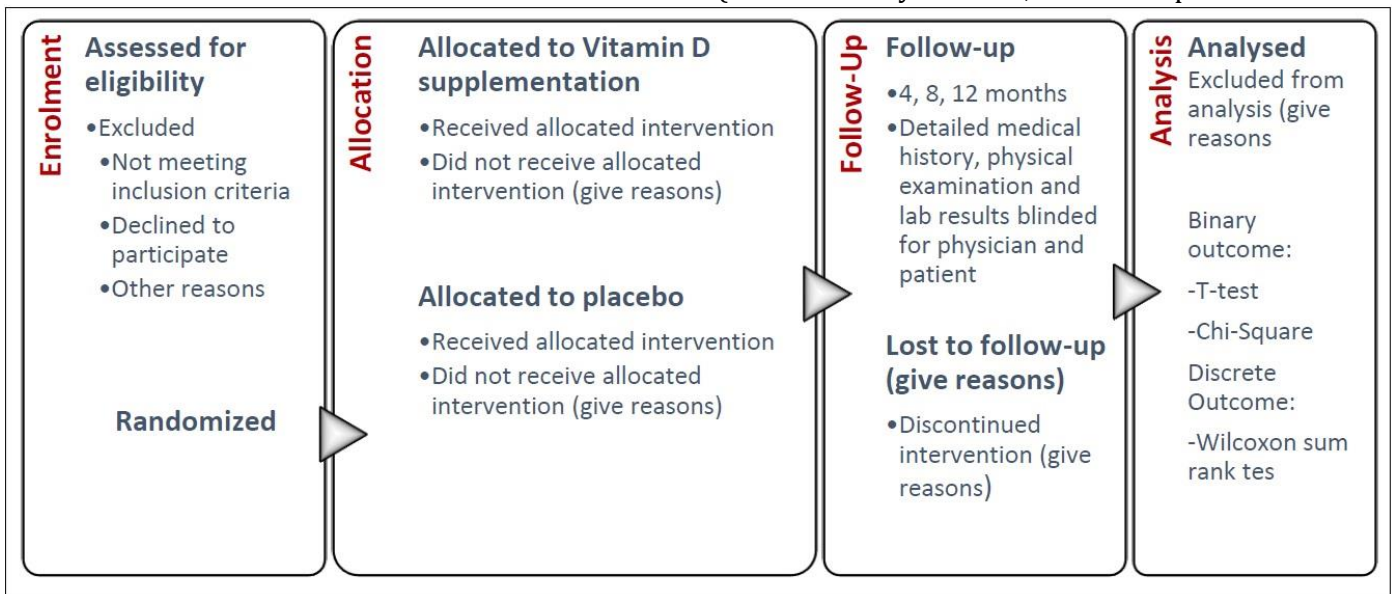 Enrolment
Assessed for
eligibility
•Excluded
•Not meeting
inclusion criteria
•Declined to
participate
•Other reasons
Randomized
Allocation
Allocated to Vitamin D
supplementation
•Received allocated intervention
•Did not receive allocated
intervention (give reasons)
Allocated to placebo
•Received allocated intervention
•Did not receive allocated
intervention (give reasons)
Follow-Up
Follow-up
•4, 8, 12 months
•Detailed medical
history, physical
examination and
lab results blinded
for physician and
patient
Lost to follow-up
(give reasons)
•Discontinued
intervention (give
reasons)
Analysis
Analysed
Excluded from
analysis (give
reasons
Binary
outcome:
-T-test
-Chi-Square
Discrete
Outcome:
-Wilcoxon sum
rank tes